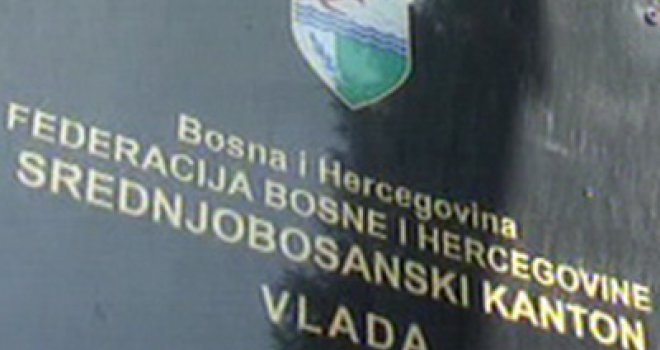 Bosna i Hercegovina
FEDERACIJA BOSNE I HERCEGOVINE
SREDNJOBOSANSKI KANTON
VLADA